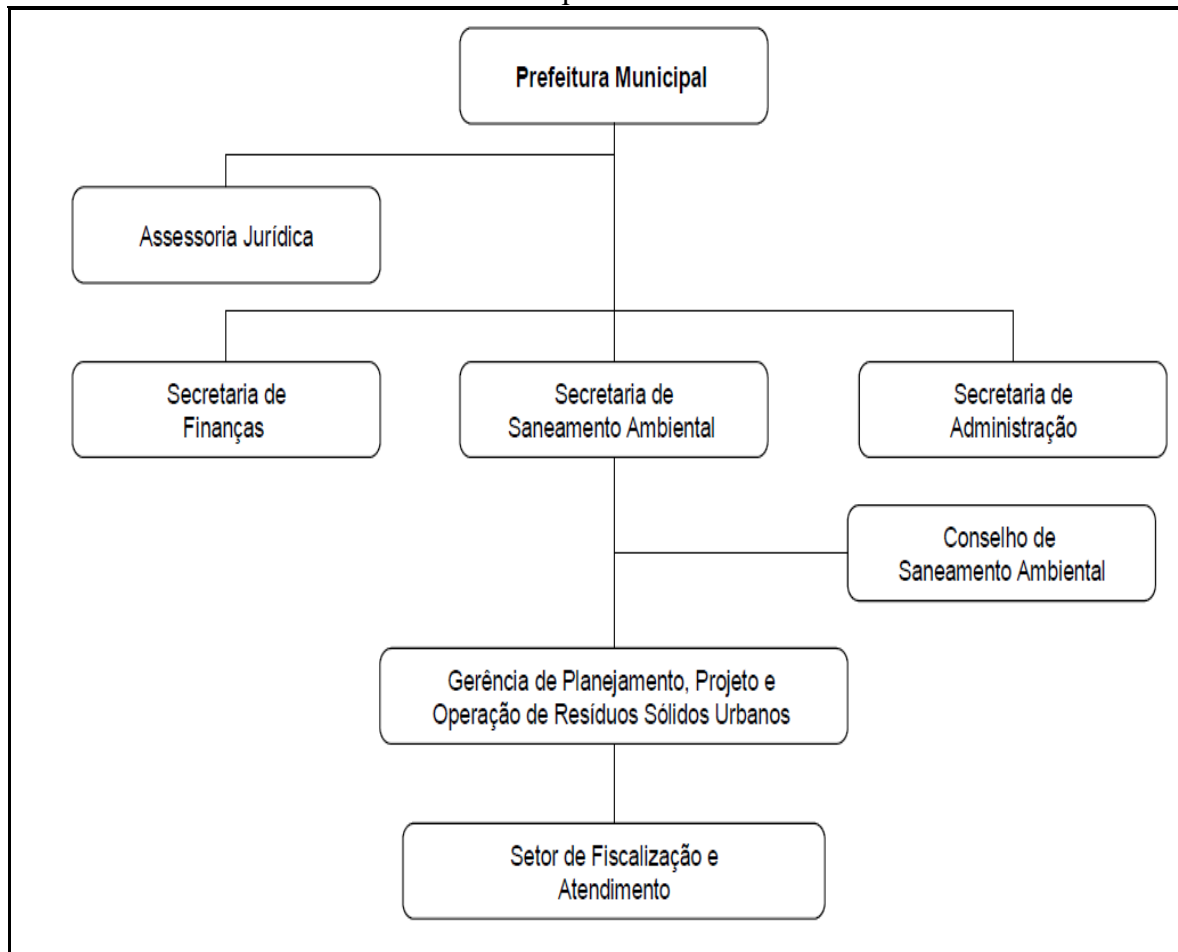 Prefeitura Municipal
Assessoria Jurídica
Secretaria de
Finanças
Secretaria de
Saneamento Ambiental
Secretaria de
Administração
Conselho de
Saneamento Ambiental
Gerência de Planejamento, Projeto e
Operação de Resíduos Sólidos Urbanos
Setor de Fiscalização e
Atendimento